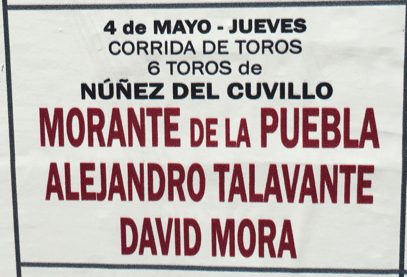 4 de MAYO - JUEVES
CORRIDA DE TOROS
6 TOROS de
NÚÑEZ DEL CUVILLO
MORANTE DE LA PUEBLA
ALEJANDRO TALAVANTE
DAVID MORA